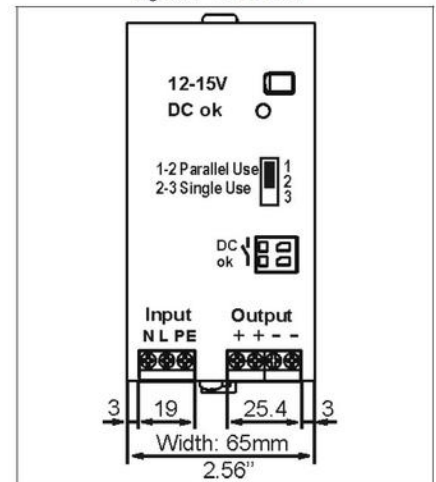 12-15V
DC ok
1-2 Parallel Use
2-3 Single Use
1
2
3
DC
ok
Input
Output
N L PE
+ + - -
3
19
25.4
3
Width: 65mm
2.56"